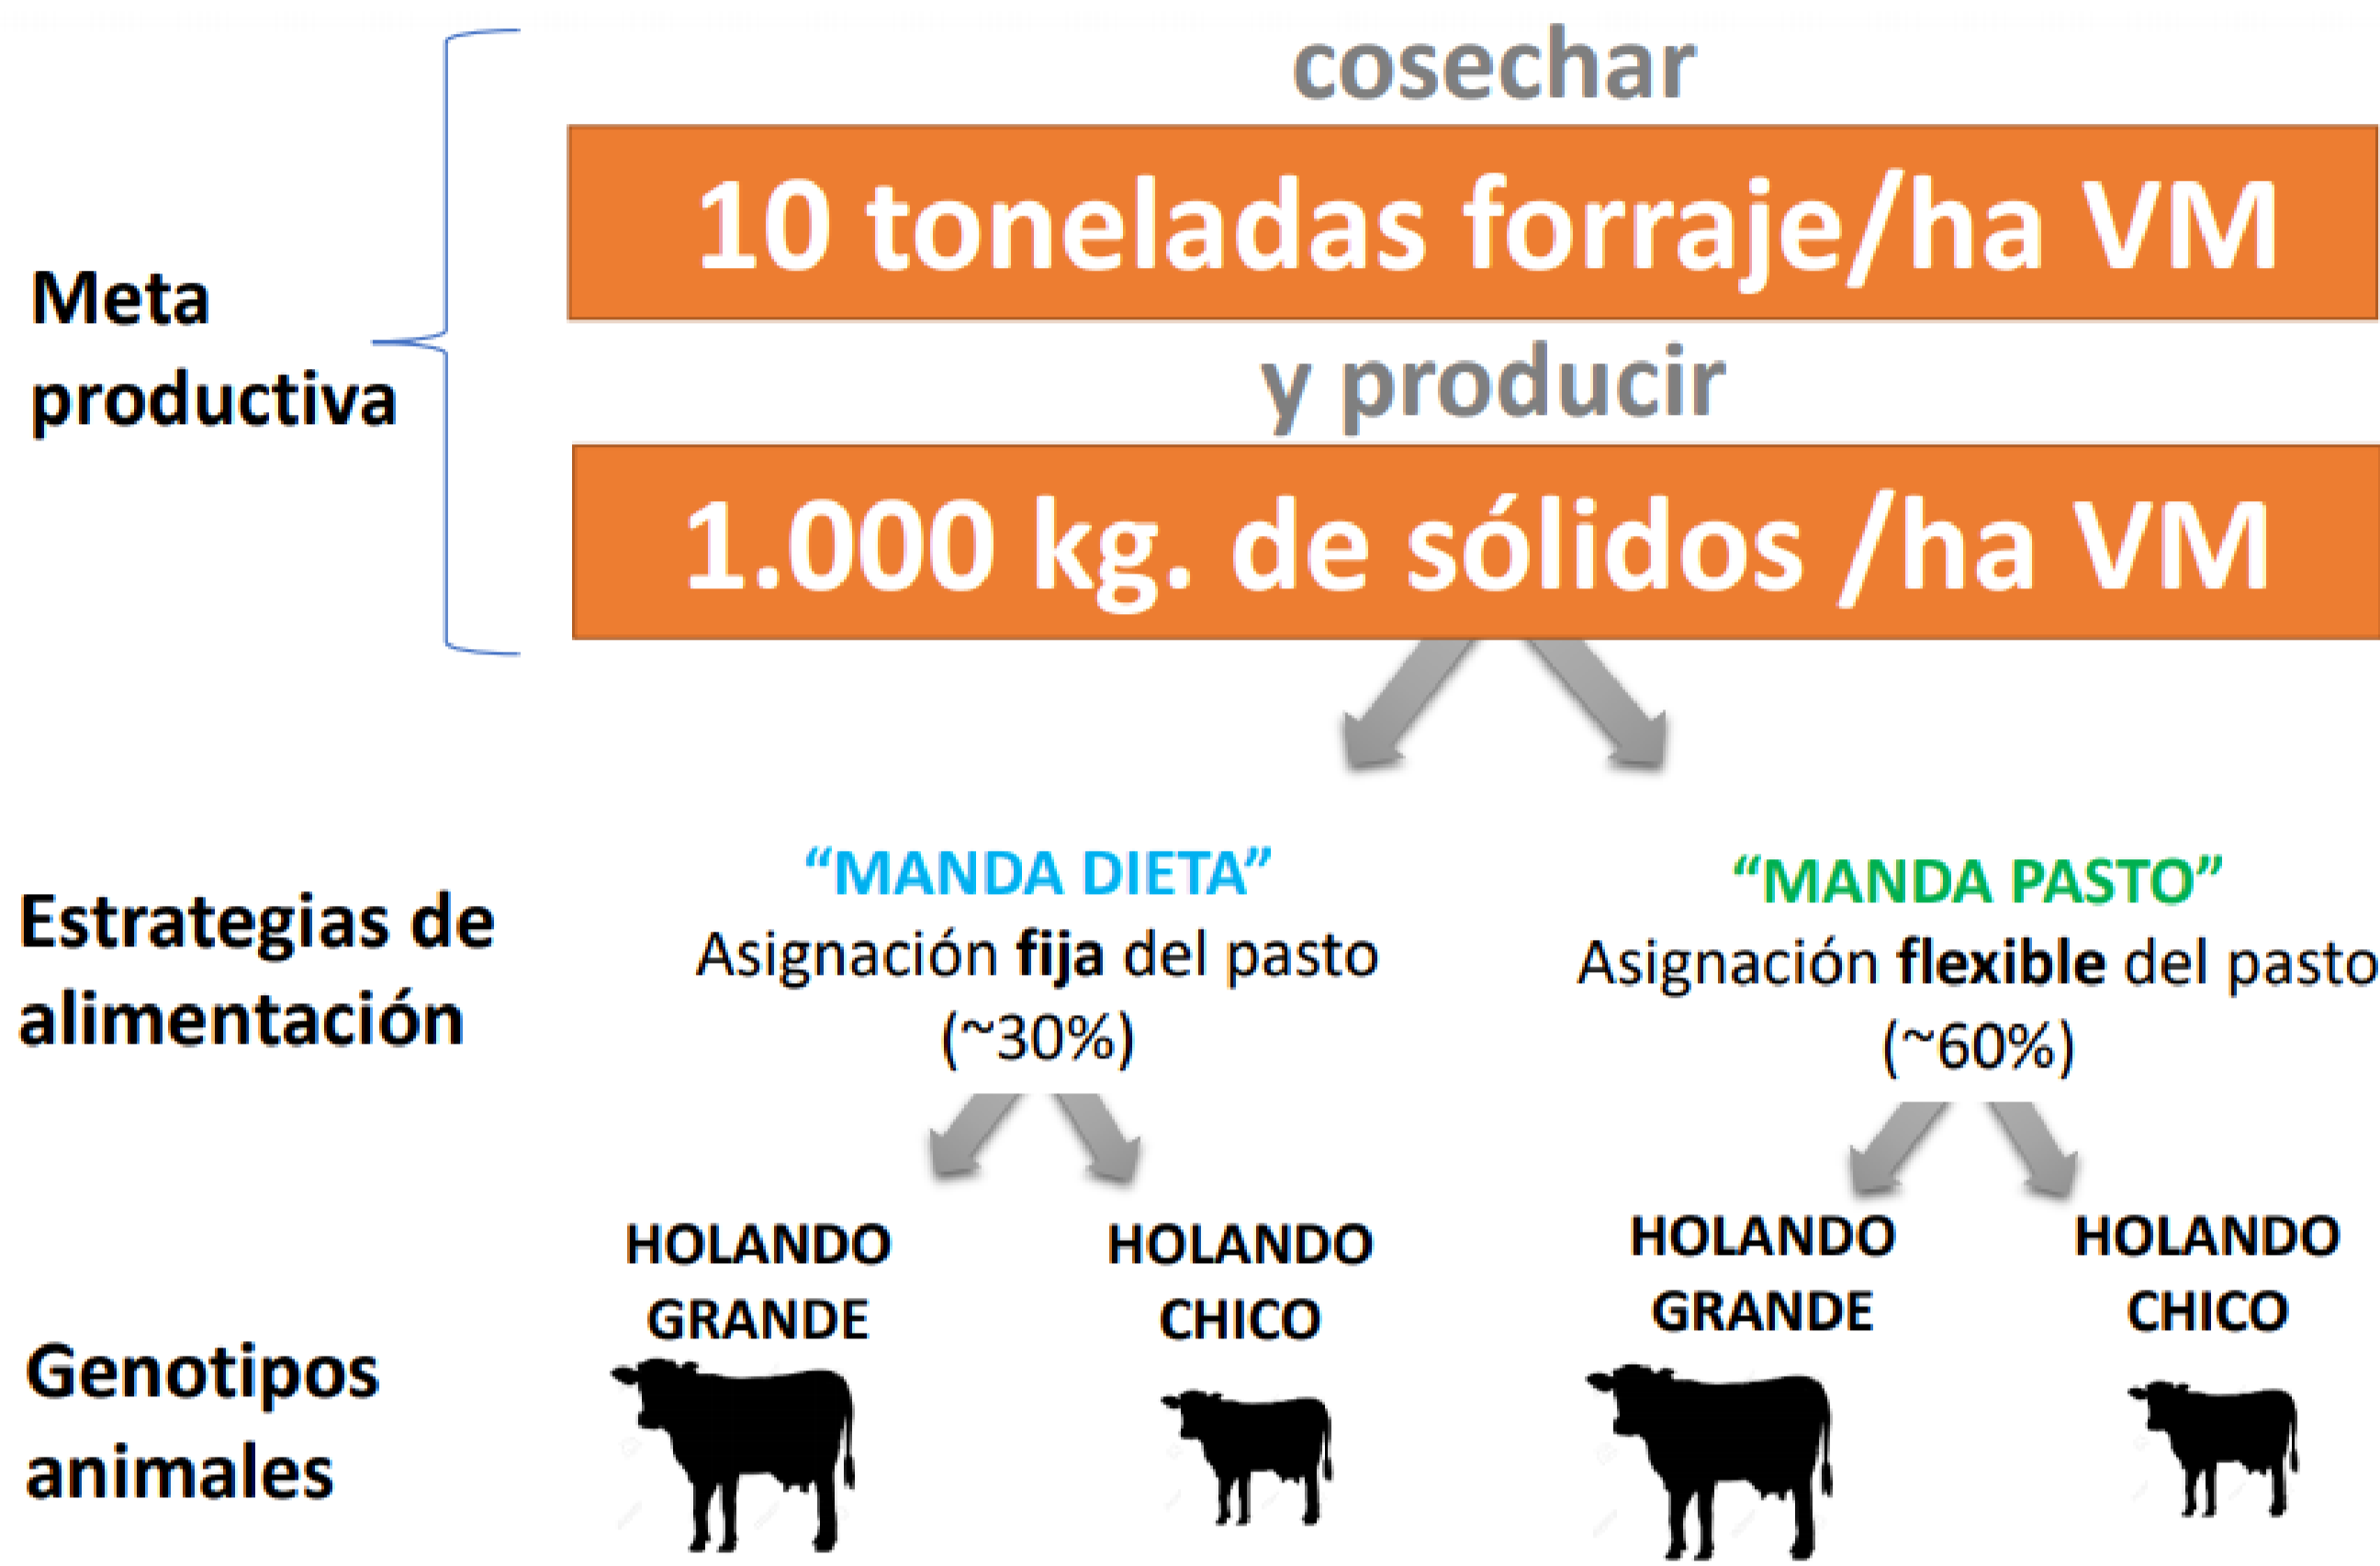 cosechar
10 toneladas forraje/ha VM
Meta
productiva
y producir
1.000 kg. de sólidos /ha VM
Estrategias de
alimentación
“MANDA DIETA”
Asignación fija del pasto
(~30%)
“MANDA PASTO”
Asignación flexible del pasto
(~60%)
Genotipos
animales
HOLANDO
GRANDE
HOLANDO
CHICO
HOLANDO
GRANDE
HOLANDO
CHICO